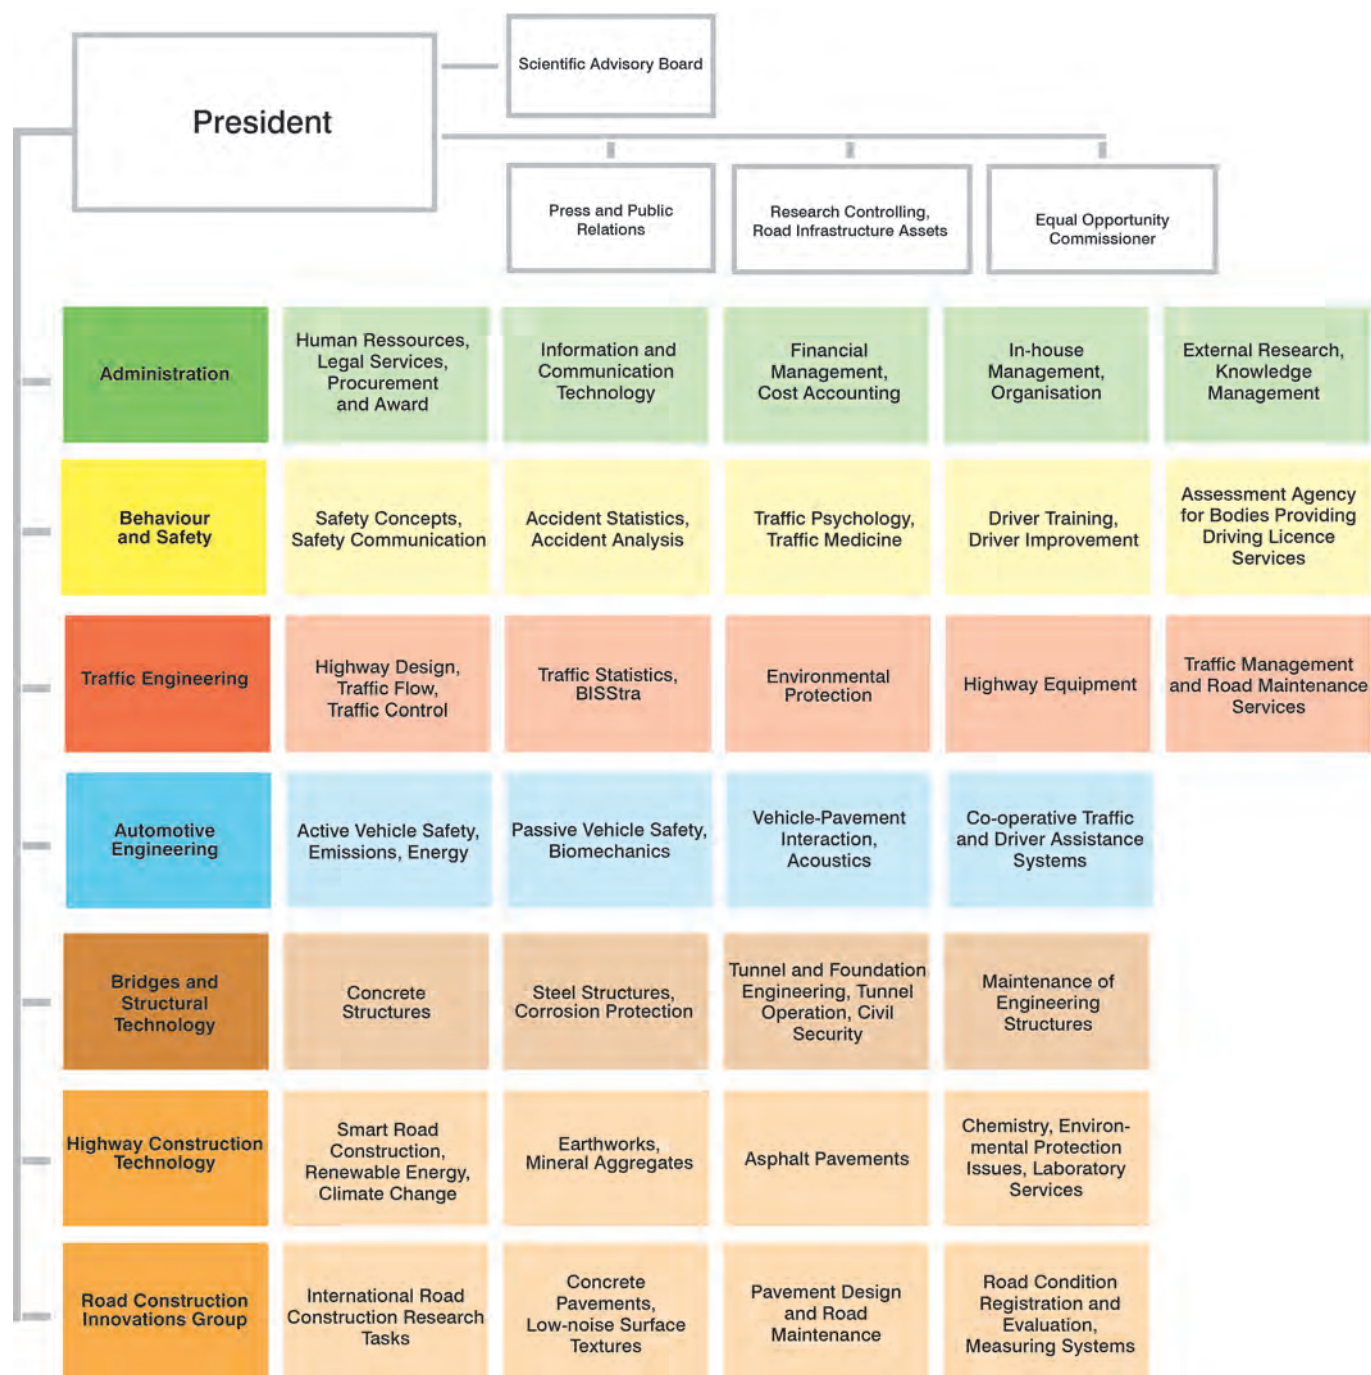 Scientific Advisory Board
President
Press and Public
Relations
Research Controlling,
Road Infrastructure Assets
Equal Opportunity
Commissioner
Administration
Human Ressources,
Legal Services,
Procurement
and Award
Information and
Communication
Technology
Financial
Management,
Cost Accounting
In-house
Management,
Organisation
External Research,
Knowledge
Management
Behaviour
and Safety
Safety Concepts,
Safety Communication
Accident Statistics,
Accident Analysis
Traffic Psychology,
Traffic Medicine
Driver Training,
Driver Improvement
Assessment Agency
for Bodies Providing
Driving Licence
Services
Traffic Engineering
Highway Design,
Traffic Flow,
Traffic Control
Traffic Statistics,
BISStra
Environmental
Protection
Highway Equipment
Traffic Management
and Road Maintenance
Services
Automotive
Engineering
Active Vehicle Safety,
Emissions, Energy
Passive Vehicle Safety,
Biomechanics
Vehicle-Pavement
Interaction,
Acoustics
Co-operative Traffic
and Driver Assistance
Systems
Bridges and
Structural
Technology
Concrete
Structures
Steel Structures,
Corrosion Protection
Tunnel and Foundation
Engineering, Tunnel
Operation, Civil
Security
Maintenance of
Engineering
Structures
Highway Construction
Technology
Smart Road
Construction,
Renewable Energy,
Climate Change
Earthworks,
Mineral Aggregates
Asphalt Pavements
Chemistry, Environ-
mental Protection
Issues, Laboratory
Services
Road Construction
Innovations Group
International Road
Construction Research
Tasks
Concrete
Pavements,
Low-noise Surface
Textures
Pavement Design
and Road
Maintenance
Road Condition
Registration and
Evaluation,
Measuring Systems